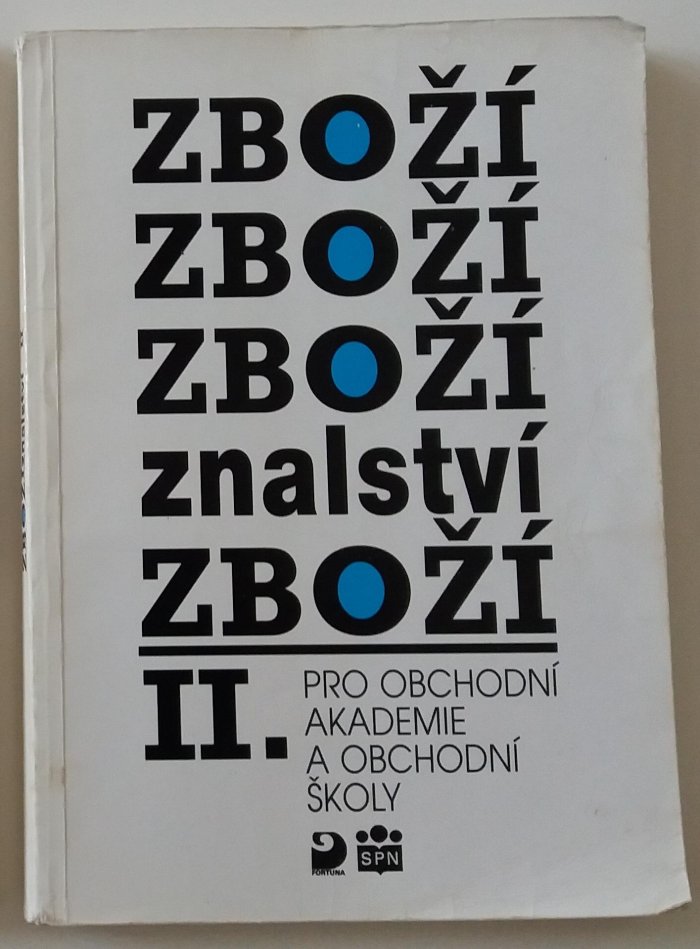 ZBOŽÍ
ZBOŽÍ
ZBOŽÍ
znalství
ZBOŽÍ
II.
PRO OBCHODNÍ
AKADEMIE
A OBCHODNÍ
ŠKOLY
FORTUNA
SPN